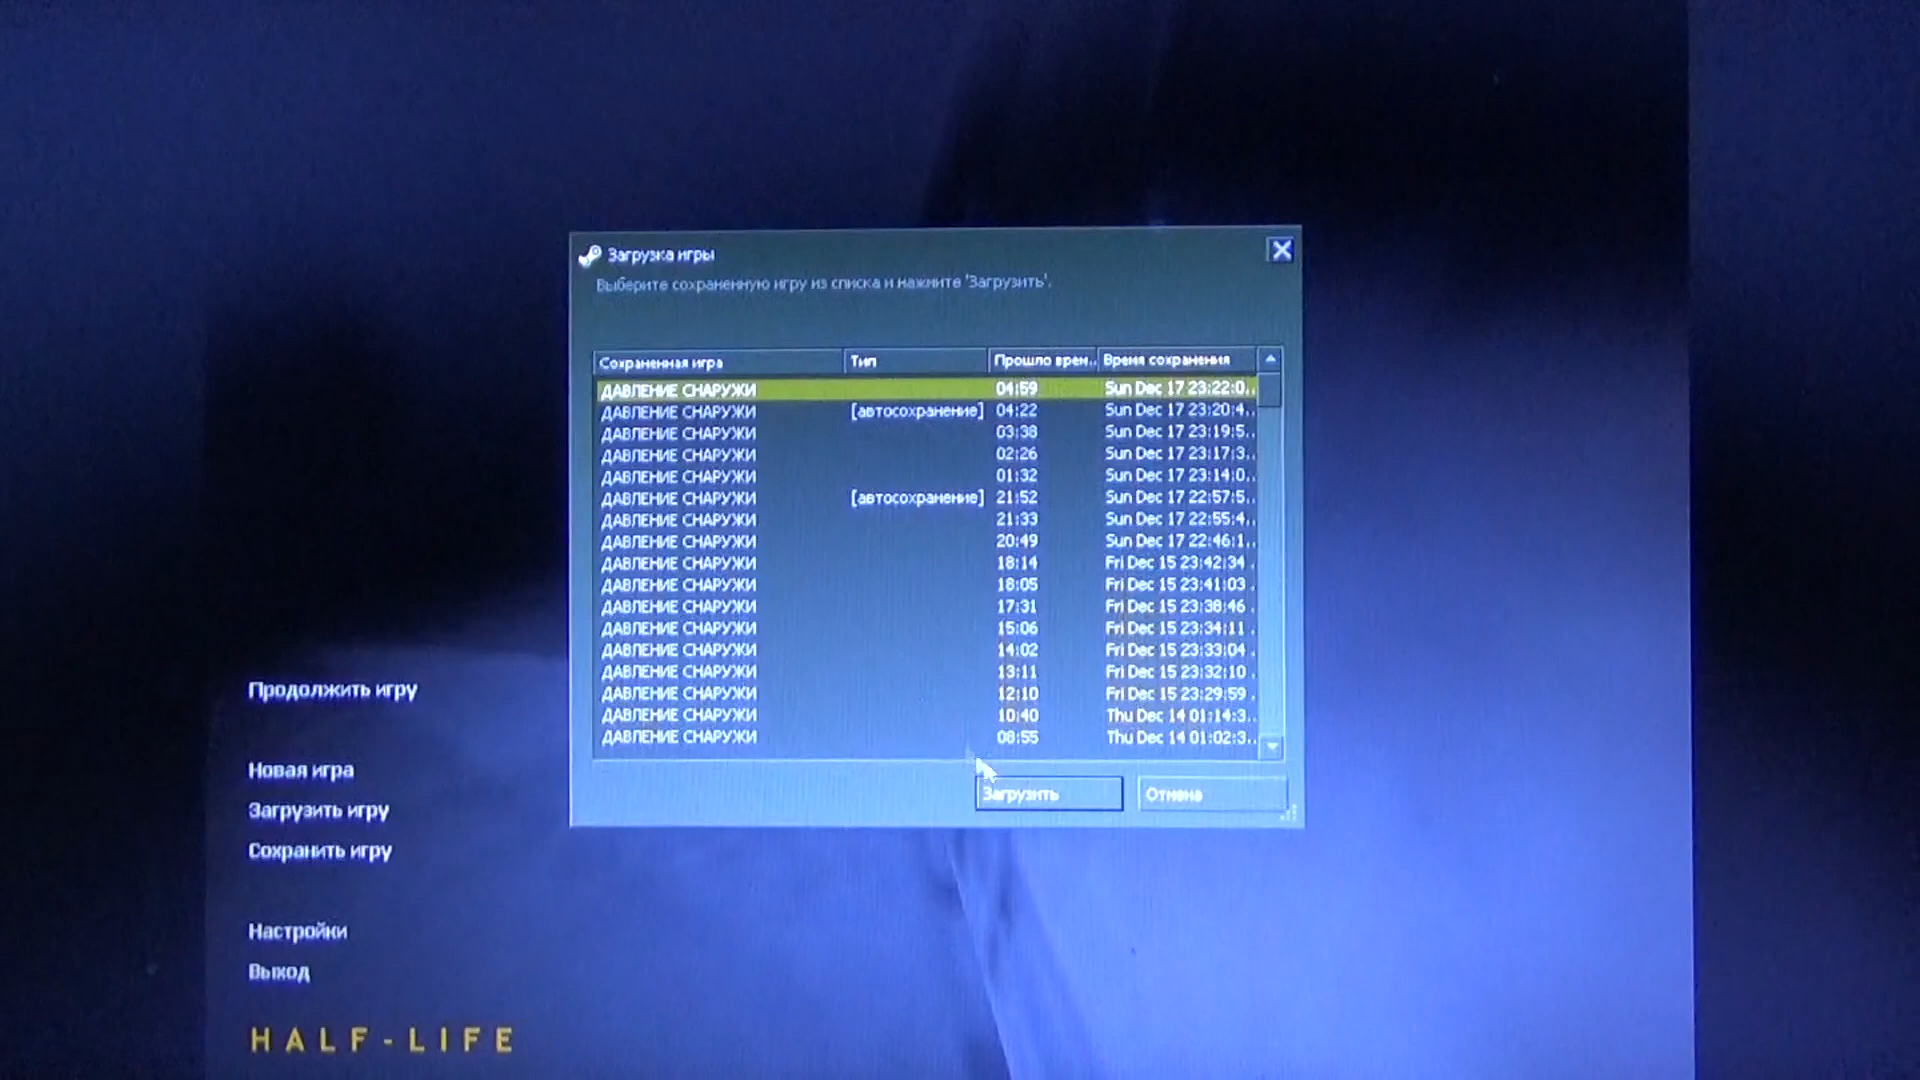 Загрузка игры
Выберите сохраненную игру из списка и нажмите 'Загрузить'.
Сохраненная игра Тип Прошло врем... Время сохранения
ДАВЛЕНИЕ СНАРУЖИ 04:59 Sun Dec 17 23:22:0...
ДАВЛЕНИЕ СНАРУЖИ [автосохранение] 04:22 Sun Dec 17 23:20:4...
ДАВЛЕНИЕ СНАРУЖИ 03:38 Sun Dec 17 23:19:5...
ДАВЛЕНИЕ СНАРУЖИ 02:26 Sun Dec 17 23:17:3...
ДАВЛЕНИЕ СНАРУЖИ 01:32 Sun Dec 17 23:14:0...
ДАВЛЕНИЕ СНАРУЖИ [автосохранение] 21:52 Sun Dec 17 22:57:5...
ДАВЛЕНИЕ СНАРУЖИ 21:33 Sun Dec 17 22:55:4...
ДАВЛЕНИЕ СНАРУЖИ 20:49 Sun Dec 17 22:46:1...
ДАВЛЕНИЕ СНАРУЖИ 18:14 Fri Dec 15 23:42:34 .
ДАВЛЕНИЕ СНАРУЖИ 18:05 Fri Dec 15 23:41:03 .
ДАВЛЕНИЕ СНАРУЖИ 17:31 Fri Dec 15 23:38:46 .
ДАВЛЕНИЕ СНАРУЖИ 15:06 Fri Dec 15 23:34:11 .
ДАВЛЕНИЕ СНАРУЖИ 14:02 Fri Dec 15 23:33:04 .
ДАВЛЕНИЕ СНАРУЖИ 13:11 Fri Dec 15 23:32:10 .
ДАВЛЕНИЕ СНАРУЖИ 12:10 Fri Dec 15 23:29:59 .
ДАВЛЕНИЕ СНАРУЖИ 10:40 Thu Dec 14 01:14:3...
ДАВЛЕНИЕ СНАРУЖИ 08:55 Thu Dec 14 01:02:3...
Загрузить Отмена
Продолжить игру
Новая игра
Загрузить игру
Сохранить игру
Настройки
Выход
HALF-LIFE